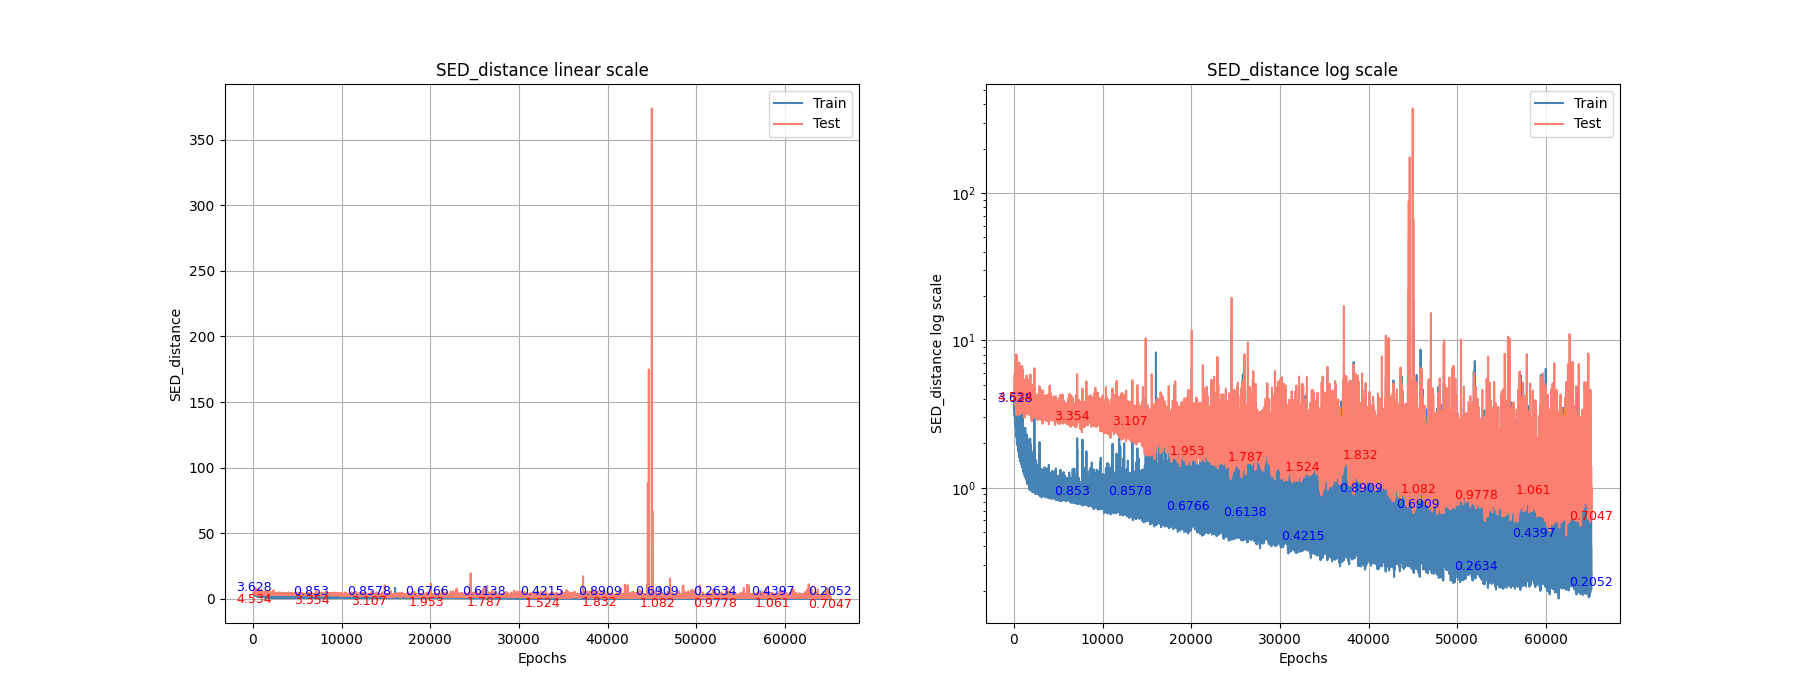 SED_distance linear scale
SED_distance
350
300
250
200
150
100
50
0
Train
Test
3.628 0.853 0.8578 0.6766 0.6138 0.4215 0.8909 0.6909 0.2634 0.4397 0.2052
3.354 3.107 1.953 1.787 1.524 1.832 1.082 0.9778 1.061 0.7047
0 10000 20000 30000 40000 50000 60000
Epochs
SED_distance log scale
SED_distance log scale
10²
10¹
10⁰
Train
Test
3.628
3.354 3.107 1.953 1.787 1.524 1.832 1.082 0.9778 1.061 0.7047
0.853 0.8578 0.6766 0.6138 0.4215 0.8909 0.6909 0.2634 0.4397 0.2052
0 10000 20000 30000 40000 50000 60000
Epochs